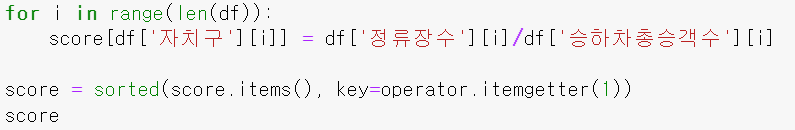 for i in range(len(df)):
    score[df['자치구'][i]] = df['정류장수'][i]/df['승하차총승객수'][i]
score = sorted(score.items(), key=operator.itemgetter(1))
score